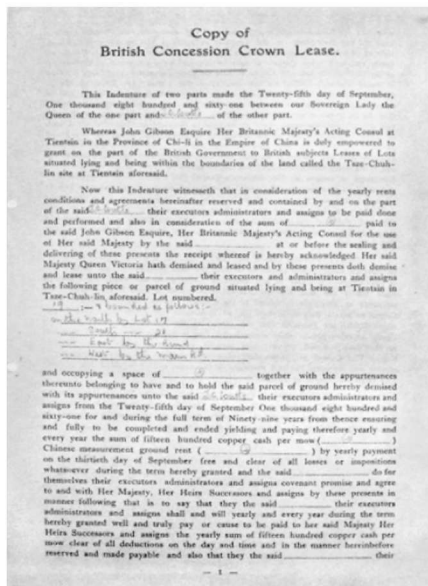 Copy of
British Concession Crown Lease.
This Indenture of two parts made the Twenty-fifth day of September,
One thousand eight hundred and sixty-one between our Sovereign Lady the
Queen of the one part and of the other part.
Whereas John Gibson Esquire Her Britannic Majesty's Acting Consul at
Tientsin in the Province of Chi-li in the Empire of China is duly empowered to
grant on the part of the British Government to British subjects Leases of Lots
situated lying and being within the boundaries of the land called the Tsze-Chuh-
lin site at Tientsin aforesaid.
Now this Indenture witnesseth that in consideration of the yearly rents
conditions and agreements hereinafter reserved and contained by and on the part
of the said their executors administrators and assigns to be paid done
and performed and also in consideration of the sum of paid to
the said John Gibson Esquire, Her Britannic Majesty's Acting Consul for the use
of Her said Majesty by the said at or before the sealing and
delivering of these presents the receipt whereof is hereby acknowledged Her said
Majesty Queen Victoria hath demised and leased and by these presents doth demise
and lease unto the said their executors and administrators and assigns
the following piece or parcel of ground situated lying and being at Tientsin in
Tsze-Chuh-lin, aforesaid. Lot numbered.
19 bounded as follows:-
on the North by Lot 17
South 21
East by the
West by the main Rd
and occupying a space of together with the appurtenances
thereunto belonging to have and to hold the said parcel of ground hereby demised
with its appurtenances unto the said their executors administrators and
assigns from the Twenty-fifth day of September One thousand eight hundred and
sixty-one for and during the full term of Ninety-nine years from thence ensuing
and fully to be completed and ended yielding and paying therefore yearly and
every year the sum of fifteen hundred copper cash per mow ( )
Chinese measurement ground rent ( ) by yearly payment
on the thirtieth day of September free and clear of all losses or impositions
whatsoever during the term hereby granted and the said do for
themselves their executors administrators and assigns covenant promise and agree
to and with Her Majesty, Her Heirs Successors and Assigns by these presents in
manner following that is to say that they the said their executors
administrators and assigns shall and will yearly and every year during the term
hereby granted well and truly pay or cause to be paid to her said Majesty Her
Heirs Successors and assigns the yearly sum of fifteen hundred copper cash per
mow clear of all deductions on the day and time and in the manner hereinbefore
reserved and made payable and also that they the said their
— 1 —